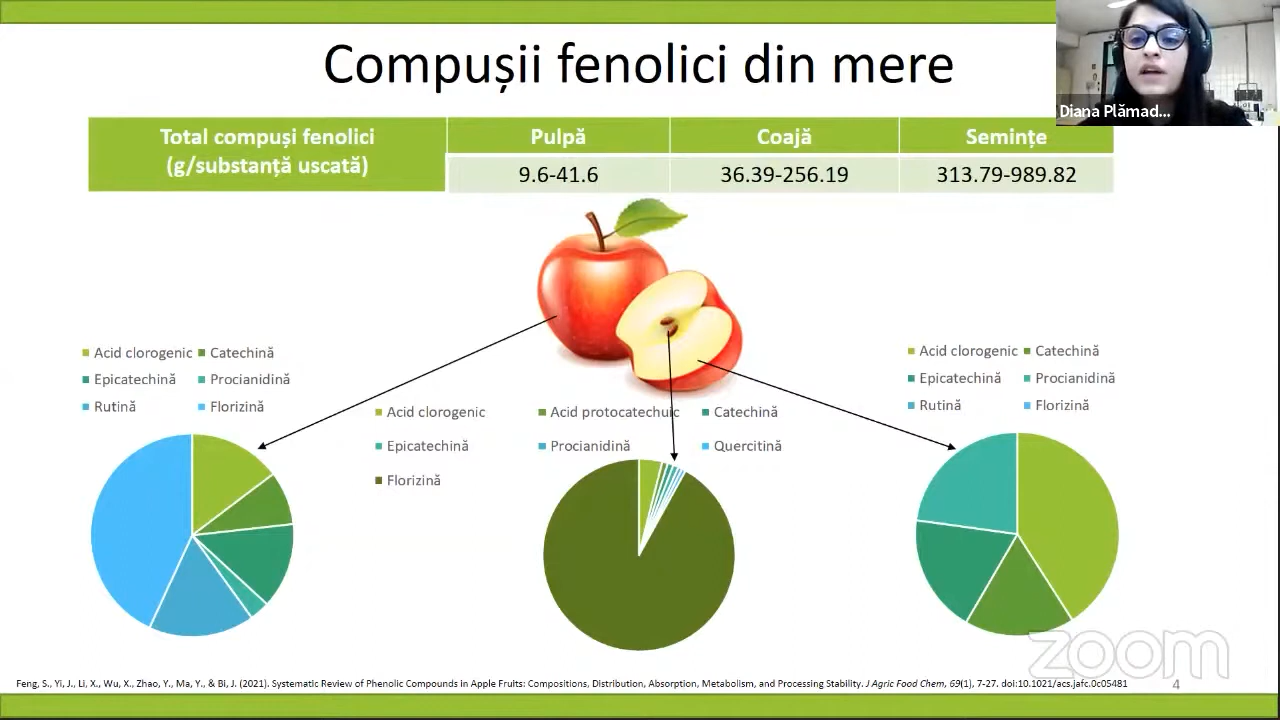 Compușii fenolici din mere
Diana Plămad...
Total compuși fenolici
(g/substanță uscată)
Pulpă
Coajă
Semințe
9.6-41.6
36.39-256.19
313.79-989.82
Acid clorogenic
Catechină
Epicatechină
Procianidină
Rutină
Florizină
Acid clorogenic
Acid protocatechuic
Catechină
Epicatechină
Procianidină
Quercitină
Florizină
Acid clorogenic
Catechină
Epicatechină
Procianidină
Rutină
Florizină
zoom
Feng, S., Yi, J., Li, X., Wu, X., Zhao, Y., Ma, Y., & Bi, J. (2021). Systematic Review of Phenolic Compounds in Apple Fruits: Compositions, Distribution, Absorption, Metabolism, and Processing Stability. J Agric Food Chem, 69(1), 7-27. doi:10.1021/acs.jafc.0c05481
4